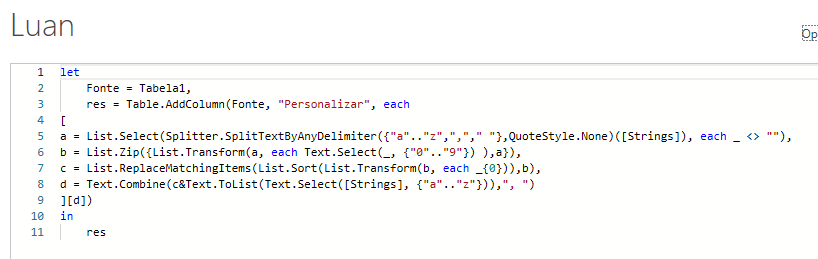 Luan
Op
1 let
2 Fonte = Tabela1,
3 res = Table.AddColumn(Fonte, "Personalizar", each
4 [
5 a = List.Select(Splitter.SplitTextByAnyDelimiter({"a".."z",",","," "},QuoteStyle.None)([Strings]), each _ <> ""),
6 b = List.Zip({List.Transform(a, each Text.Select(_, {"0".."9"}) ),a}),
7 c = List.ReplaceMatchingItems(List.Sort(List.Transform(b, each _{0})),b),
8 d = Text.Combine(c&Text.ToList(Text.Select([Strings], {"a".."z"})),", ")
9 ][d])
10 in
11 res